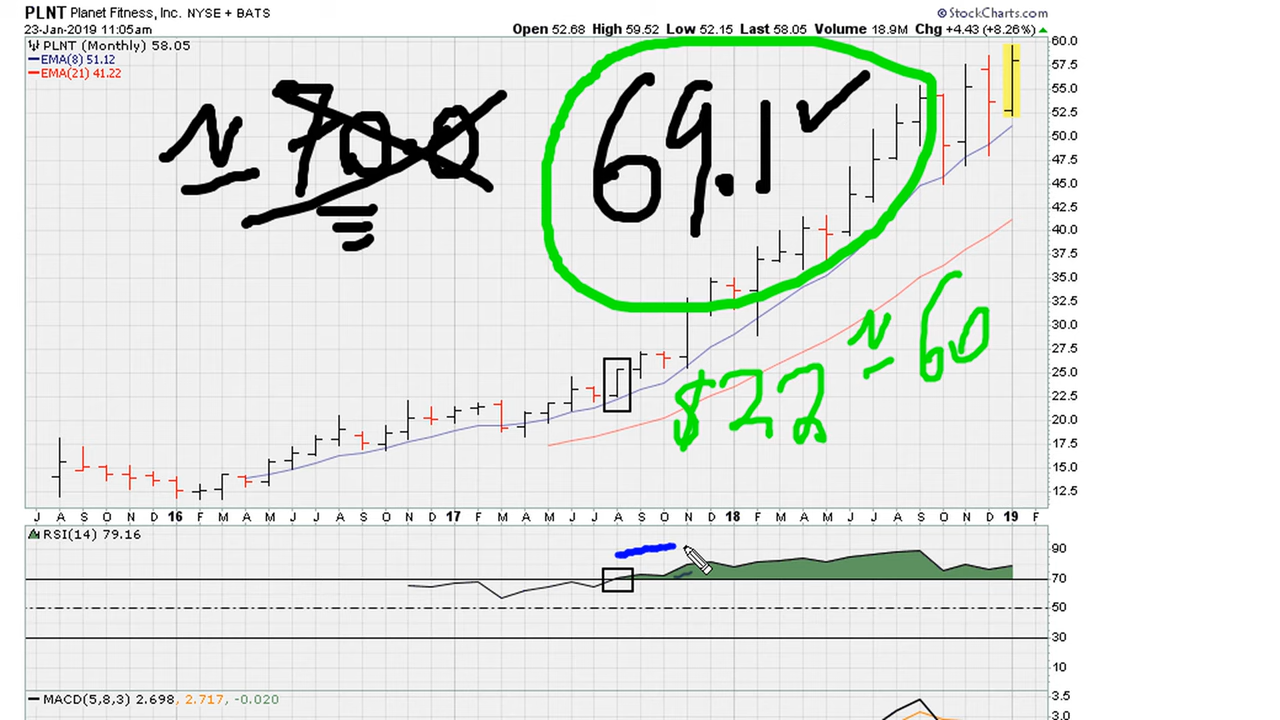 PLNT Planet Fitness, Inc. NYSE + BATS
© StockCharts.com
23-Jan-2019 11:05am
Open 52.68 High 59.52 Low 52.15 Last 58.05 Volume 18.9M Chg +4.43 (+8.26%)
PLNT (Monthly) 58.05
EMA(8) 51.12
EMA(21) 41.22
60.0
57.5
55.0
52.5
50.0
47.5
45.0
42.5
40.0
37.5
35.0
32.5
30.0
27.5
25.0
22.5
20.0
17.5
15.0
12.5
N 70.0
69.1
$22 N 60
J A S O N D 16 F M A M J J A S O N D 17 F M A M J J A S O N D 18 F M A M J J A S O N D 19 F
RSI(14) 79.16
90
70
50
30
10
MACD(5,8,3) 2.698, 2.717, -0.020
3.5
3.0